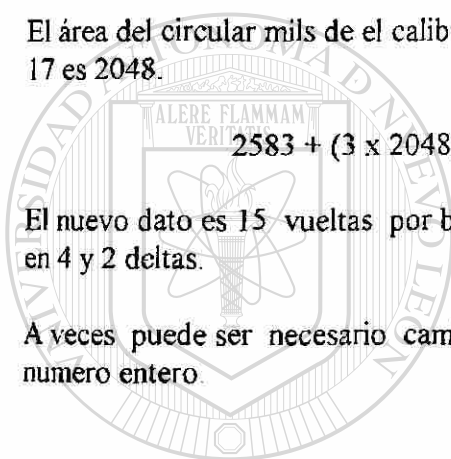 El área del circular mils de el calib
17 es 2048.
ALERE FLAMMAM
VERITATIS
2583 + (3 x 2048
El nuevo dato es 15 vueltas por b
en 4 y 2 deltas.
A veces puede ser necesario cam
numero entero.